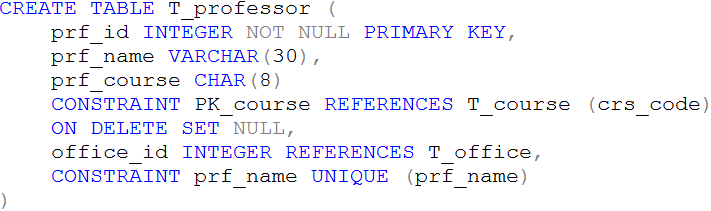 CREATE TABLE T_professor (
    prf_id INTEGER NOT NULL PRIMARY KEY,
    prf_name VARCHAR(30),
    prf_course CHAR(8)
    CONSTRAINT PK_course REFERENCES T_course (crs_code)
    ON DELETE SET NULL,
    office_id INTEGER REFERENCES T_office,
    CONSTRAINT prf_name UNIQUE (prf_name)
)